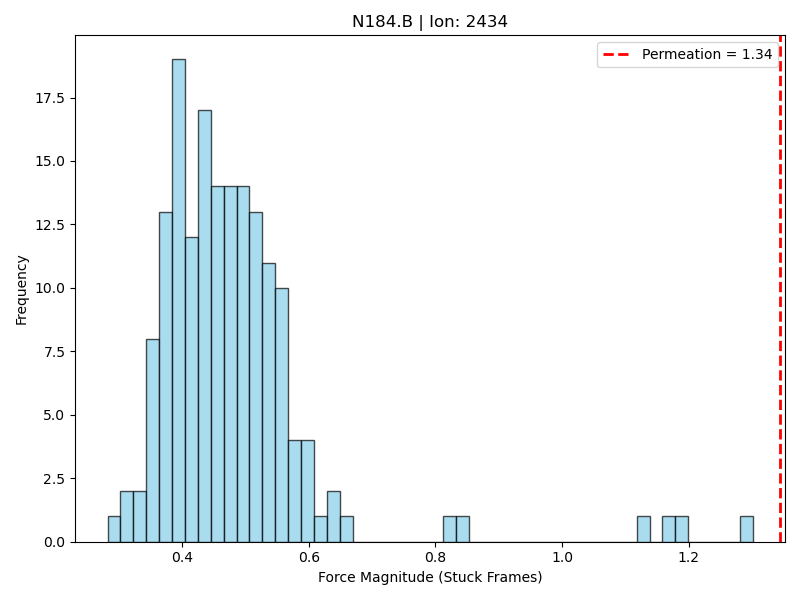 N184.B | Ion: 2434
Permeation = 1.34
Frequency
17.5
15.0
12.5
10.0
7.5
5.0
2.5
0.0
0.4 0.6 0.8 1.0 1.2
Force Magnitude (Stuck Frames)